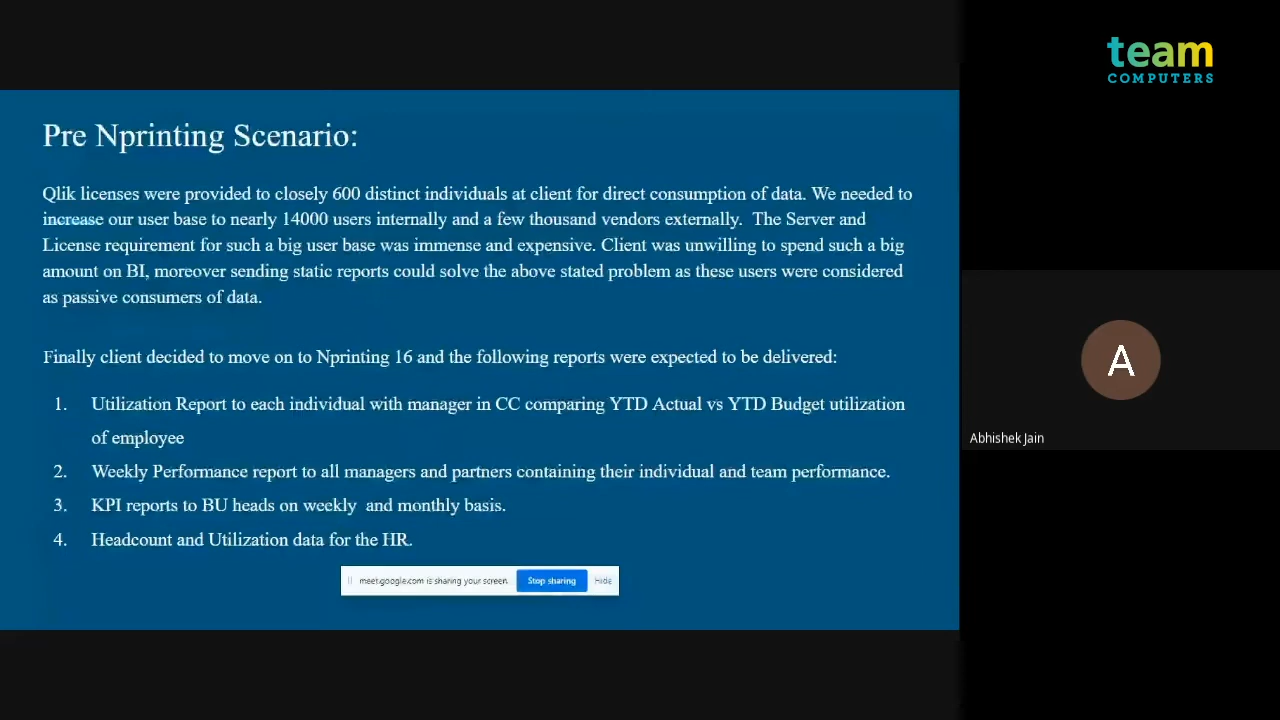 team
COMPUTERS
Pre Nprinting Scenario:
Qlik licenses were provided to closely 600 distinct individuals at client for direct consumption of data. We needed to
increase our user base to nearly 14000 users internally and a few thousand vendors externally. The Server and
License requirement for such a big user base was immense and expensive. Client was unwilling to spend such a big
amount on BI, moreover sending static reports could solve the above stated problem as these users were considered
as passive consumers of data.
Finally client decided to move on to Nprinting 16 and the following reports were expected to be delivered:
1. Utilization Report to each individual with manager in CC comparing YTD Actual vs YTD Budget utilization
of employee
2. Weekly Performance report to all managers and partners containing their individual and team performance.
3. KPI reports to BU heads on weekly and monthly basis.
4. Headcount and Utilization data for the HR.
meet.google.com is sharing your screen. Stop sharing Hide
A
Abhishek Jain